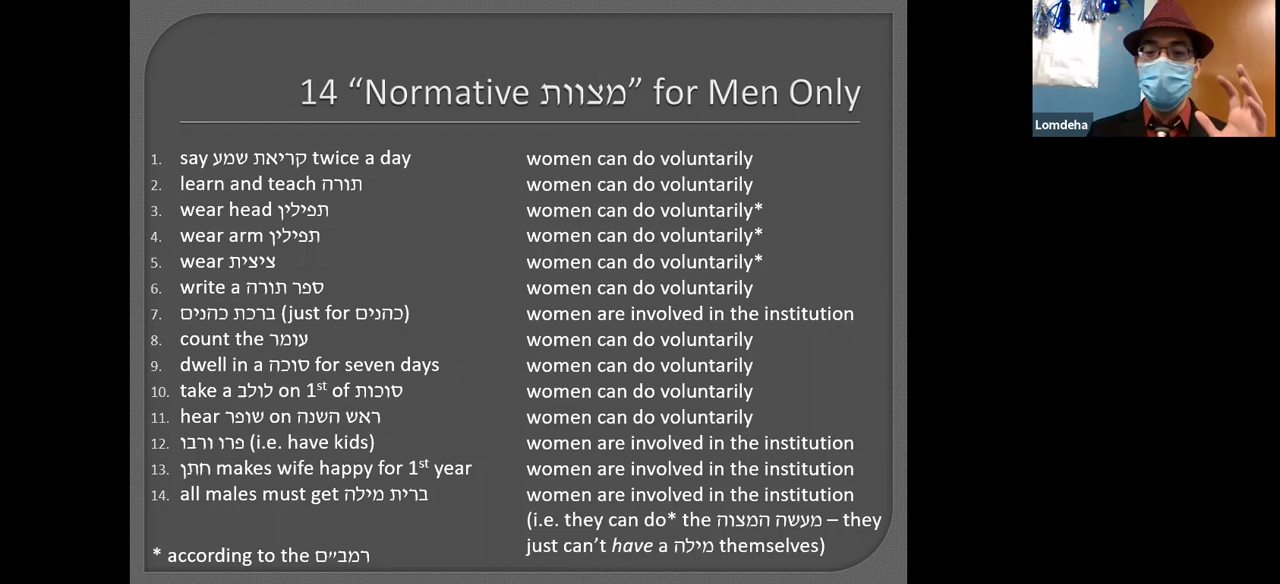 14 “Normative מצוות” for Men Only
1. say קריאת שמע twice a day women can do voluntarily
2. learn and teach תורה women can do voluntarily
3. wear head תפילין women can do voluntarily*
4. wear arm תפילין women can do voluntarily*
5. wear ציצית women can do voluntarily*
6. write a ספר תורה women can do voluntarily
7. ברכת כהנים (just for כהנים) women are involved in the institution
8. count the עומר women can do voluntarily
9. dwell in a סוכה for seven days women can do voluntarily
10. take a לולב on 1st of סוכות women can do voluntarily
11. hear שופר on ראש השנה women can do voluntarily
12. פרו ורבו (i.e. have kids) women are involved in the institution
13. חתן makes wife happy for 1st year women are involved in the institution
14. all males must get ברית מילה women are involved in the institution
(i.e. they can do* the מעשה המצוה – they
just can’t have a מילה themselves)
* according to the רמב״ם
Lomdeha